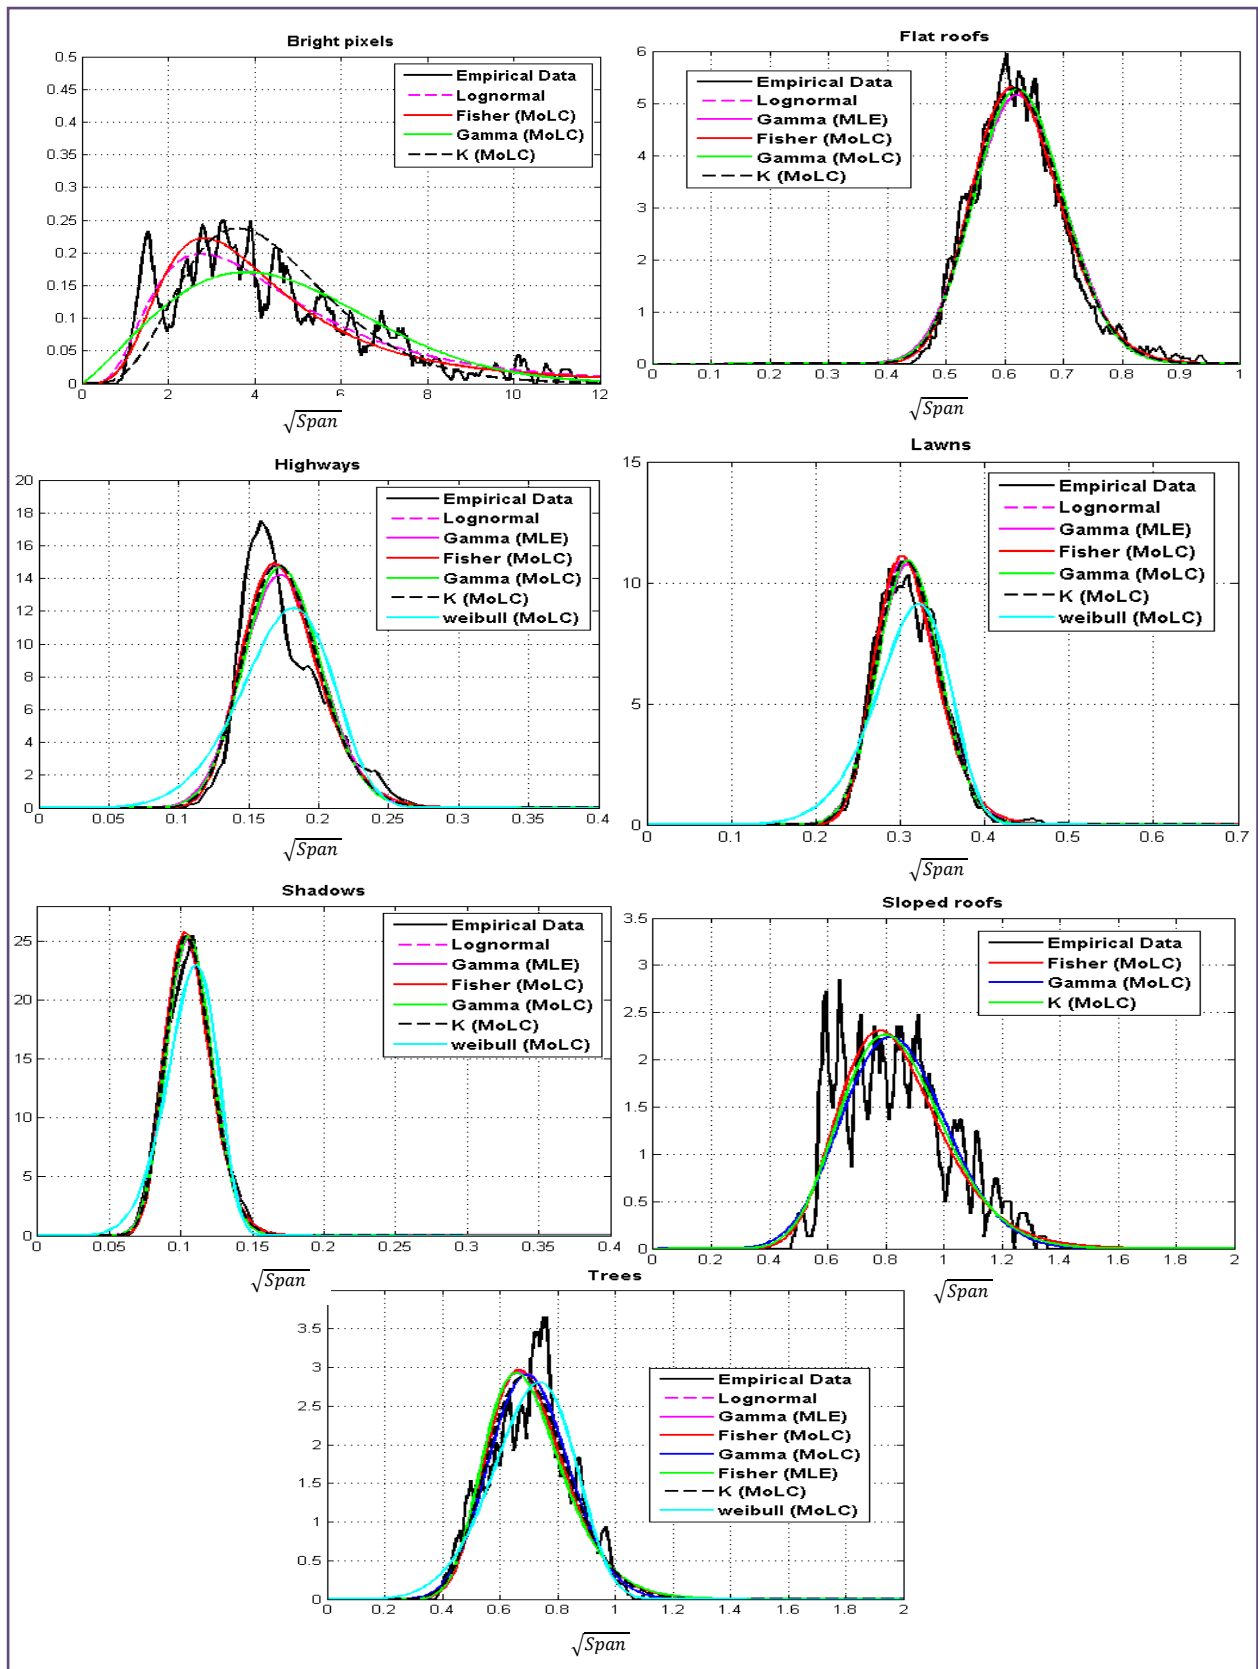 Bright pixels
0.5
0.45
0.4
0.35
0.3
0.25
0.2
0.15
0.1
0.05
0
0 2 4 6 8 10 12
Empirical Data
Lognormal
Fisher (MoLC)
Gamma (MoLC)
K (MoLC)
√Span
Flat roofs
6
5
4
3
2
1
0
0 0.1 0.2 0.3 0.4 0.5 0.6 0.7 0.8 0.9 1
Empirical Data
Lognormal
Gamma (MLE)
Fisher (MoLC)
Gamma (MoLC)
K (MoLC)
√Span
Highways
20
18
16
14
12
10
8
6
4
2
0
0 0.05 0.1 0.15 0.2 0.25 0.3 0.35 0.4
Empirical Data
Lognormal
Gamma (MLE)
Fisher (MoLC)
Gamma (MoLC)
K (MoLC)
weibull (MoLC)
√Span
Lawns
15
10
5
0
0 0.1 0.2 0.3 0.4 0.5 0.6 0.7
Empirical Data
Lognormal
Gamma (MLE)
Fisher (MoLC)
Gamma (MoLC)
K (MoLC)
weibull (MoLC)
√Span
Shadows
25
20
15
10
5
0
0 0.05 0.1 0.15 0.2 0.25 0.3 0.35 0.4
Empirical Data
Lognormal
Gamma (MLE)
Fisher (MoLC)
Gamma (MoLC)
K (MoLC)
weibull (MoLC)
√Span
Sloped roofs
3.5
3
2.5
2
1.5
1
0.5
0
0 0.2 0.4 0.6 0.8 1 1.2 1.4 1.6 1.8 2
Empirical Data
Fisher (MoLC)
Gamma (MoLC)
K (MoLC)
√Span
Trees
3.5
3
2.5
2
1.5
1
0.5
0
0 0.2 0.4 0.6 0.8 1 1.2 1.4 1.6 1.8 2
Empirical Data
Lognormal
Gamma (MLE)
Fisher (MoLC)
Gamma (MoLC)
Fisher (MLE)
K (MoLC)
weibull (MoLC)
√Span